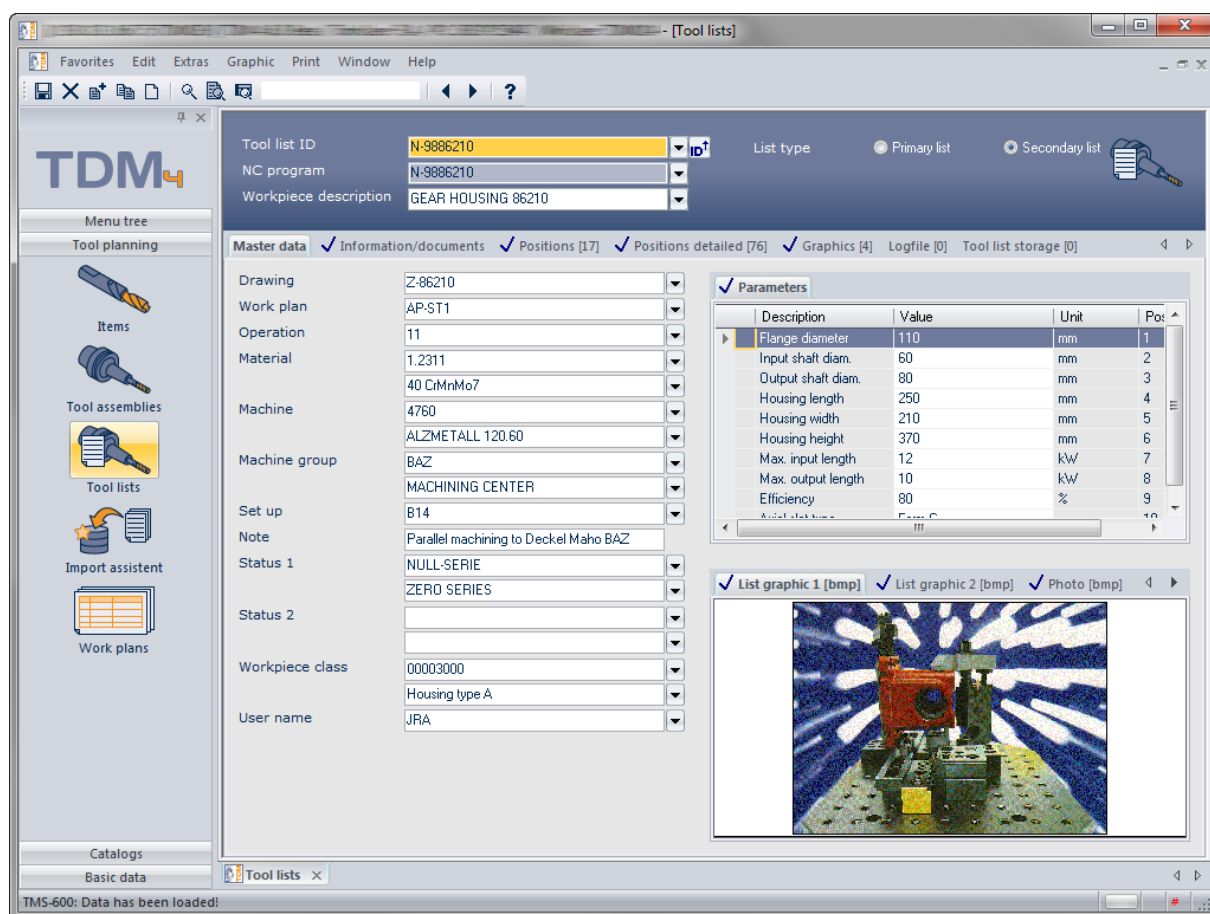 - [Tool lists]
Favorites Edit Extras Graphic Print Window Help
TDM4
Menu tree
Tool planning
Items
Tool assemblies
Tool lists
Import assistent
Work plans
Catalogs
Basic data
Tool list ID N-9886210 ID List type Primary list Secondary list
NC program N-9886210
Workpiece description GEAR HOUSING 86210
Master data Information/documents Positions [17] Positions detailed [76] Graphics [4] Logfile [0] Tool list storage [0]
Drawing Z-86210
Work plan AP-ST1
Operation 11
Material 1.2311
40 CrMnMo7
Machine 4760
ALZMETALL 120.60
Machine group BAZ
MACHINING CENTER
Set up B14
Note Parallel machining to Deckel Maho BAZ
Status 1 NULL-SERIE
ZERO SERIES
Status 2
Workpiece class 00003000
Housing type A
User name JRA
Parameters
Description Value Unit Pos
Flange diameter 110 mm 1
Input shaft diam. 60 mm 2
Output shaft diam. 80 mm 3
Housing length 250 mm 4
Housing width 210 mm 5
Housing height 370 mm 6
Max. input length 12 kW 7
Max. output length 10 kW 8
Efficiency 80 % 9
List graphic 1 [bmp] List graphic 2 [bmp] Photo [bmp]
Tool lists
TMS-600: Data has been loaded! #